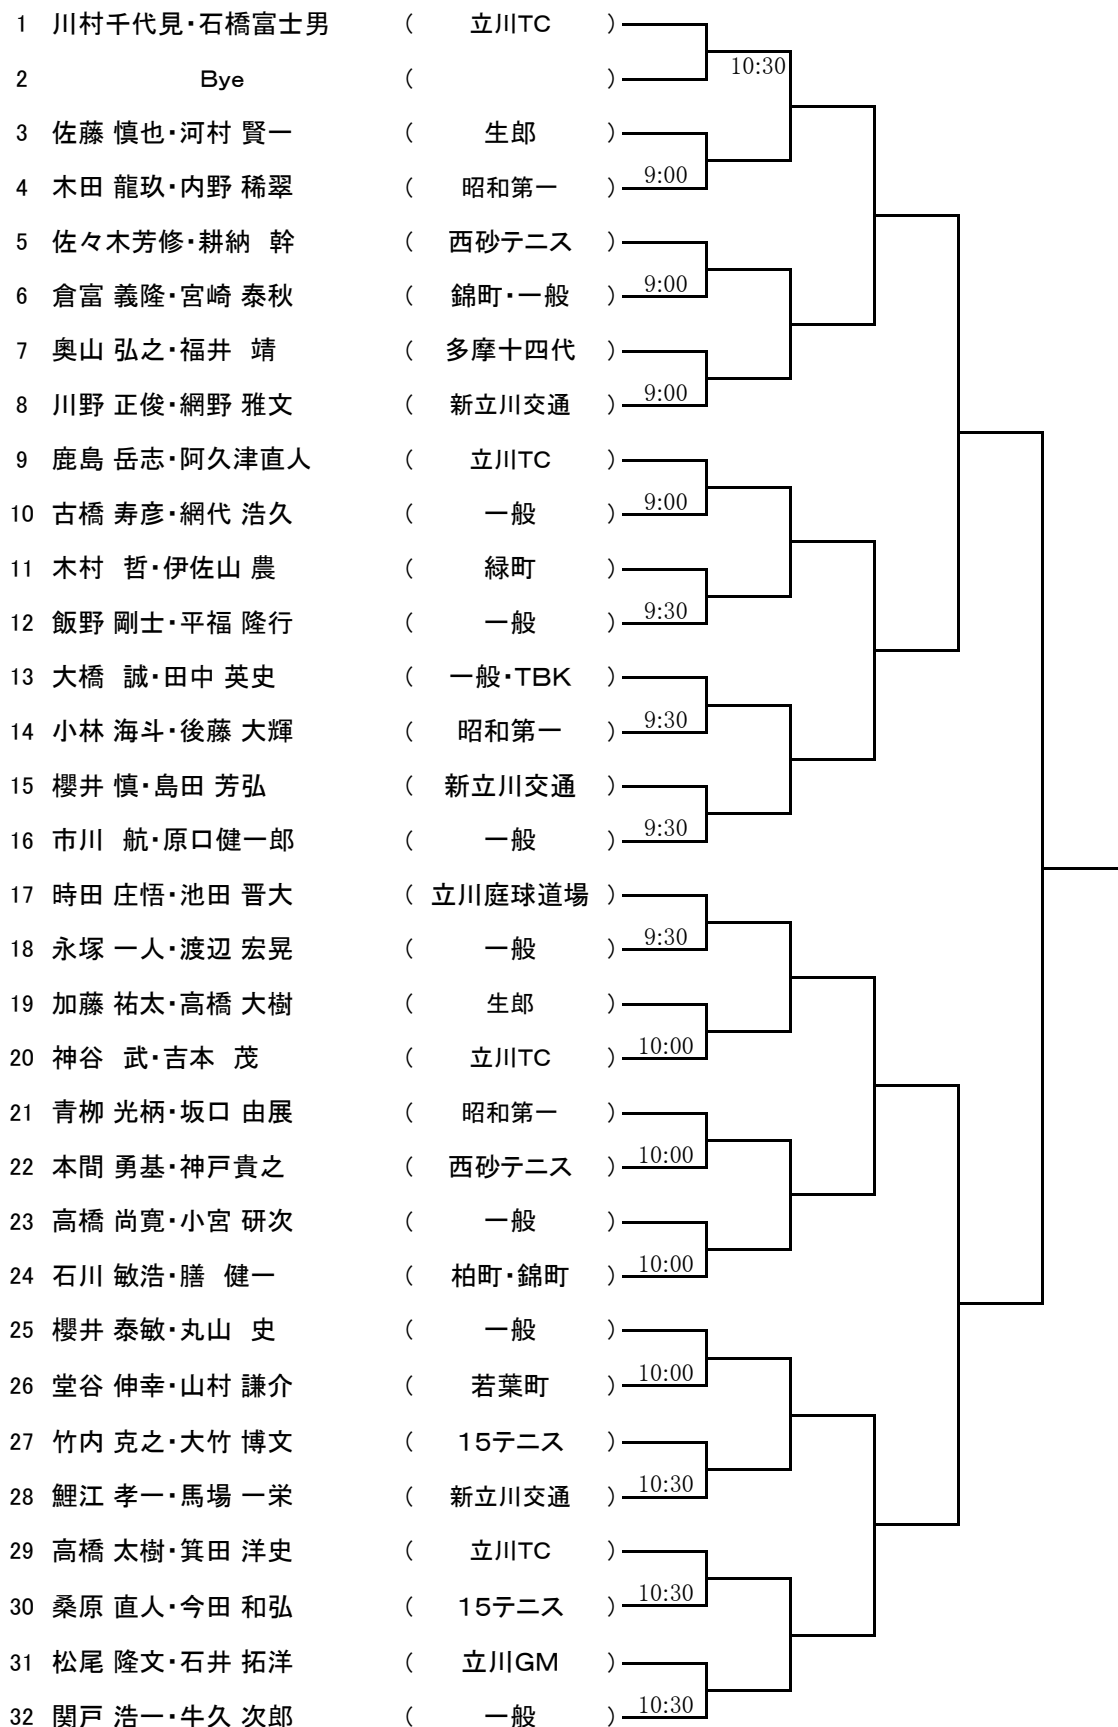 1 川村千代見・石橋富士男 ( 立川TC )
10:30
2 Bye ( )
3 佐藤 慎也・河村 賢一 ( 生郎 )
9:00
4 木田 龍玖・内野 稀翠 ( 昭和第一 )
5 佐々木芳修・耕納 幹 ( 西砂テニス )
9:00
6 倉富 義隆・宮崎 泰秋 ( 錦町・一般 )
7 奥山 弘之・福井 靖 ( 多摩十四代 )
9:00
8 川野 正俊・網野 雅文 ( 新立川交通 )
9 鹿島 岳志・阿久津直人 ( 立川TC )
9:00
10 古橋 寿彦・網代 浩久 ( 一般 )
11 木村 哲・伊佐山 農 ( 緑町 )
9:30
12 飯野 剛士・平福 隆行 ( 一般 )
13 大橋 誠・田中 英史 ( 一般・TBK )
9:30
14 小林 海斗・後藤 大輝 ( 昭和第一 )
15 櫻井 慎・島田 芳弘 ( 新立川交通 )
9:30
16 市川 航・原口健一郎 ( 一般 )
17 時田 庄悟・池田 晋大 ( 立川庭球道場 )
9:30
18 永塚 一人・渡辺 宏晃 ( 一般 )
19 加藤 祐太・高橋 大樹 ( 生郎 )
10:00
20 神谷 武・吉本 茂 ( 立川TC )
21 青栁 光柄・坂口 由展 ( 昭和第一 )
10:00
22 本間 勇基・神戸貴之 ( 西砂テニス )
23 高橋 尚寛・小宮 研次 ( 一般 )
10:00
24 石川 敏浩・膳 健一 ( 柏町・錦町 )
25 櫻井 泰敏・丸山 史 ( 一般 )
10:00
26 堂谷 伸幸・山村 謙介 ( 若葉町 )
27 竹内 克之・大竹 博文 ( 15テニス )
10:30
28 鯉江 孝一・馬場 一栄 ( 新立川交通 )
29 高橋 太樹・箕田 洋史 ( 立川TC )
10:30
30 桑原 直人・今田 和弘 ( 15テニス )
31 松尾 隆文・石井 拓洋 ( 立川GM )
10:30
32 関戸 浩一・牛久 次郎 ( 一般 )